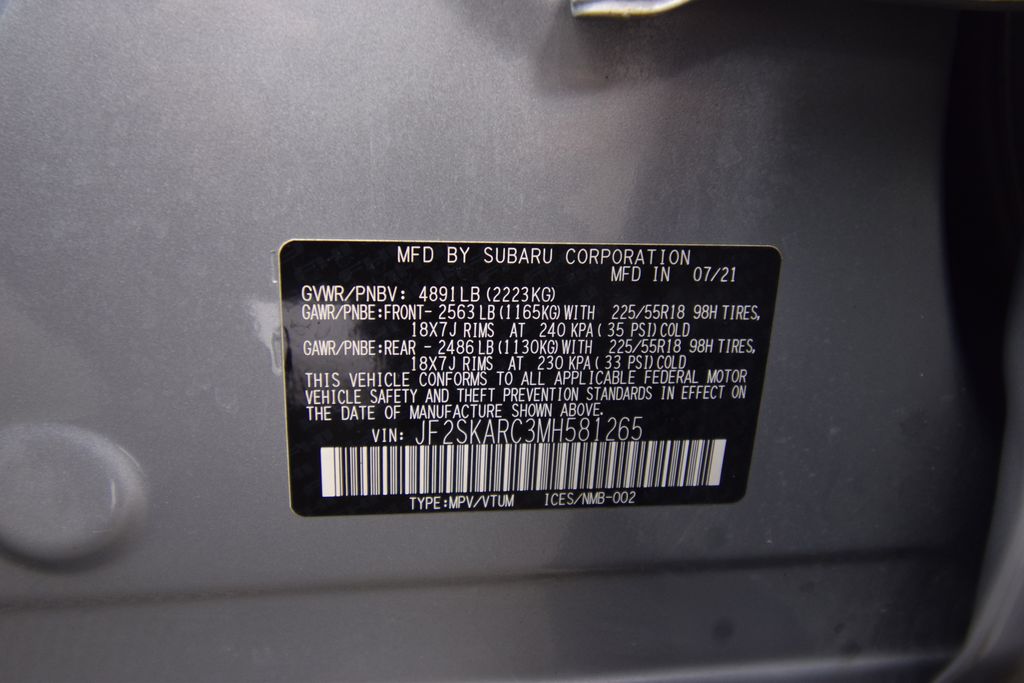 MFD BY SUBARU CORPORATION
MFD IN 07/21
GVWR/PNBV: 4891LB (2223KG)
GAWR/PNBE:FRONT- 2563 LB (1165KG) WITH 225/55R18 98H TIRES,
18X7J RIMS AT 240 KPA ( 35 PSI) COLD
GAWR/PNBE:REAR - 2486 LB (1130KG) WITH 225/55R18 98H TIRES,
18X7J RIMS AT 230 KPA ( 33 PSI) COLD
THIS VEHICLE CONFORMS TO ALL APPLICABLE FEDERAL MOTOR
VEHICLE SAFETY AND THEFT PREVENTION STANDARDS IN EFFECT ON
THE DATE OF MANUFACTURE SHOWN ABOVE.
VIN: JF2SKARC3MH581265
TYPE:MPV/VTUM ICES/NMB-002